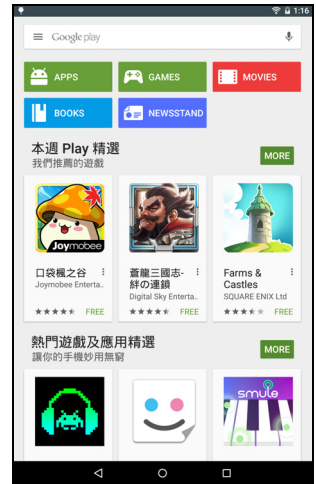 1:16
Google play
APPS
GAMES
MOVIES
BOOKS
NEWSSTAND
本週 Play 精選
我們推薦的遊戲
MORE
Joymobee
口袋楓之谷
Joymobee Enterta..
FREE
蒼龍三國志-
絆の連鎖
Digital Sky Enterta..
FREE
Farms &
Castles
SQUARE ENIX Ltd
FREE
熱門遊戲及應用精選
讓你的手機妙用無窮
MORE
smule